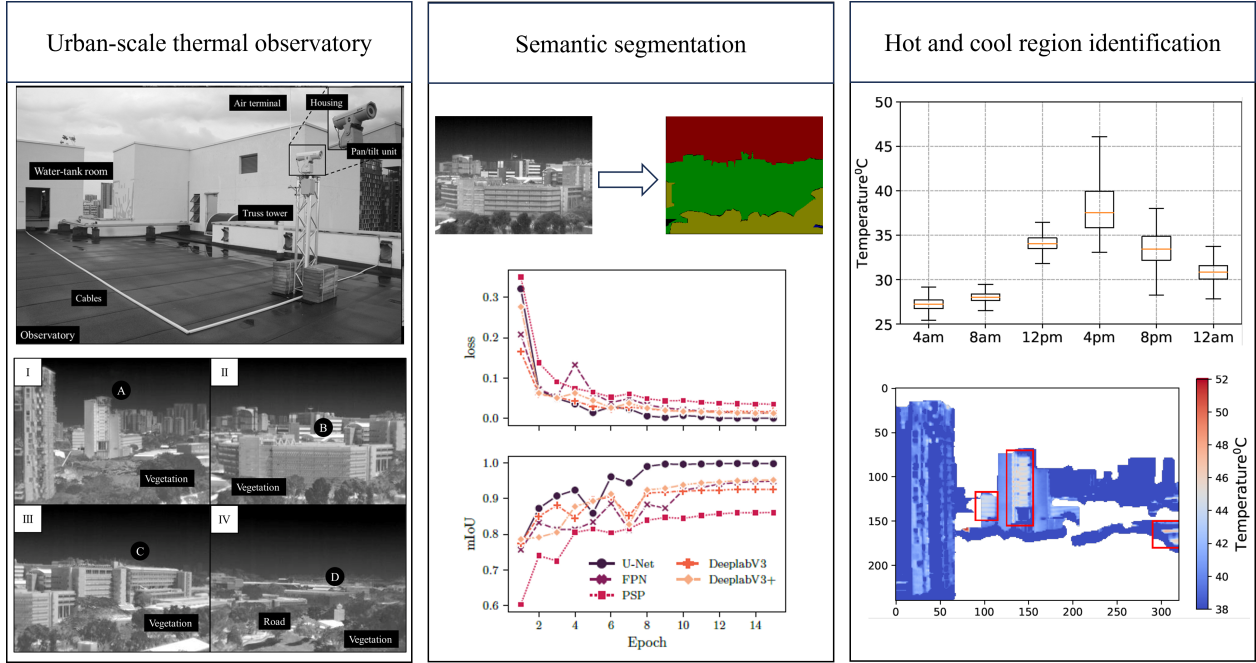 Urban-scale thermal observatory
Air terminal
Housing
Pan/tilt unit
Water-tank room
Truss tower
Cables
Observatory
I
A
Vegetation
II
B
Vegetation
III
C
Vegetation
IV
D
Road
Vegetation
Semantic segmentation
loss
0.3
0.2
0.1
0.0
mIoU
1.0
0.9
0.8
0.7
0.6
U-Net
FPN
PSP
DeeplabV3
DeeplabV3+
2 4 6 8 10 12 14
Epoch
Hot and cool region identification
Temperature⁰C
50
45
40
35
30
25
4am 8am 12pm 4pm 8pm 12am
0
50
100
150
200
0 50 100 150 200 250 300
52
50
48
46
44
42
40
38
Temperature⁰C